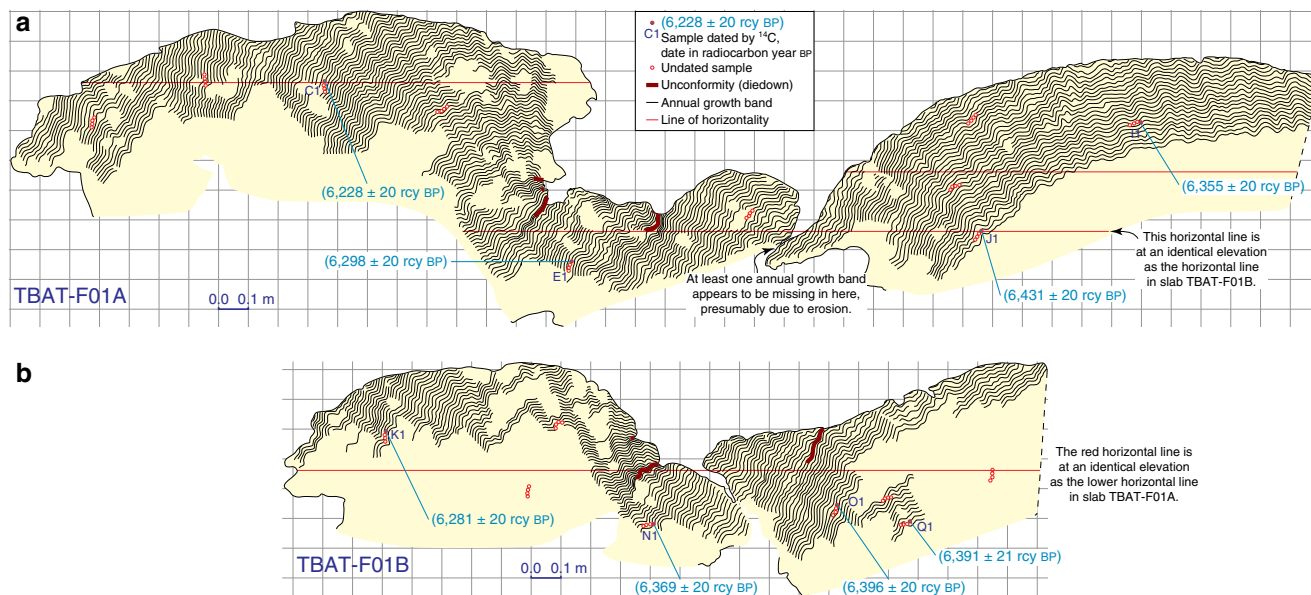 a
(6,228 ± 20 rcy BP)
C1
Sample dated by ¹⁴C,
date in radiocarbon year BP
Undated sample
Unconformity (diedown)
Annual growth band
Line of horizontality
C1
(6,228 ± 20 rcy BP)
I1
(6,355 ± 20 rcy BP)
(6,298 ± 20 rcy BP)
E1
J1
(6,431 ± 20 rcy BP)
At least one annual growth band
appears to be missing in here,
presumably due to erosion.
This horizontal line is
at an identical elevation
as the horizontal line
in slab TBAT-F01B.
TBAT-F01A
0.0 0.1 m
b
K1
(6,281 ± 20 rcy BP)
N1
(6,369 ± 20 rcy BP)
O1
(6,396 ± 20 rcy BP)
Q1
(6,391 ± 21 rcy BP)
The red horizontal line is
at an identical elevation
as the lower horizontal line
in slab TBAT-F01A.
TBAT-F01B
0.0 0.1 m